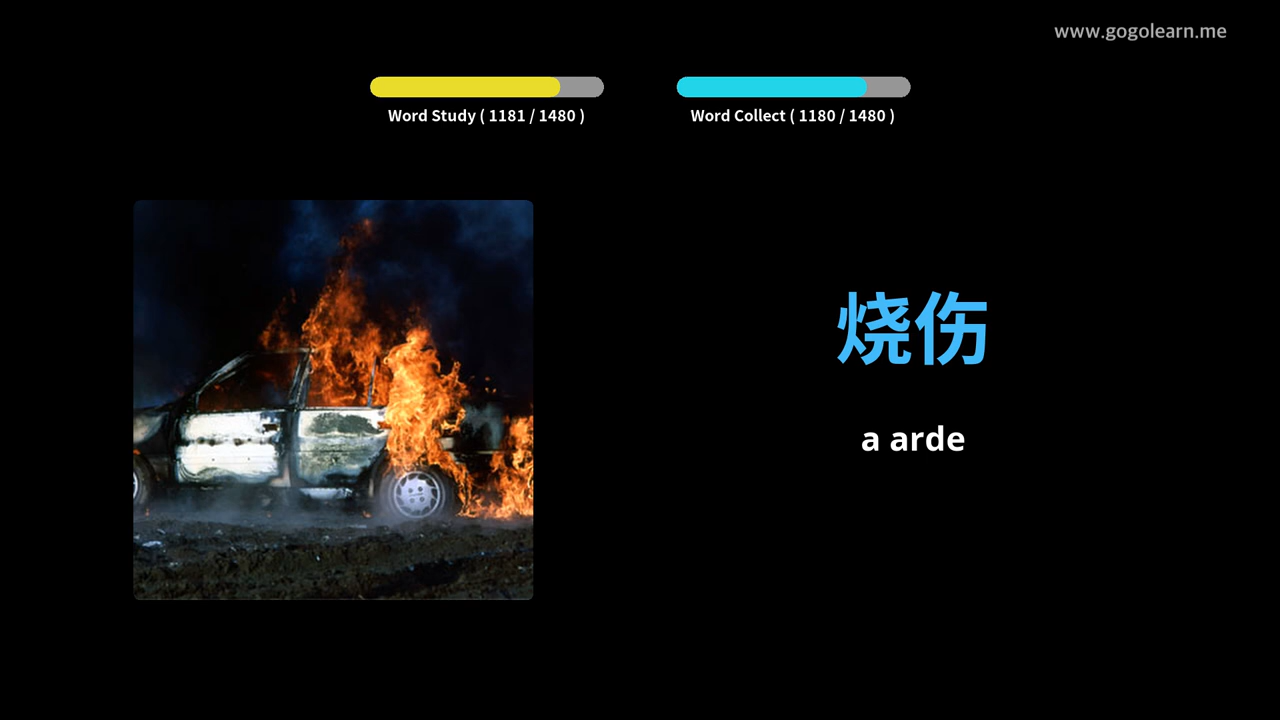 www.gogolearn.me
Word Study ( 1181 / 1480 )
Word Collect ( 1180 / 1480 )
烧伤
a arde